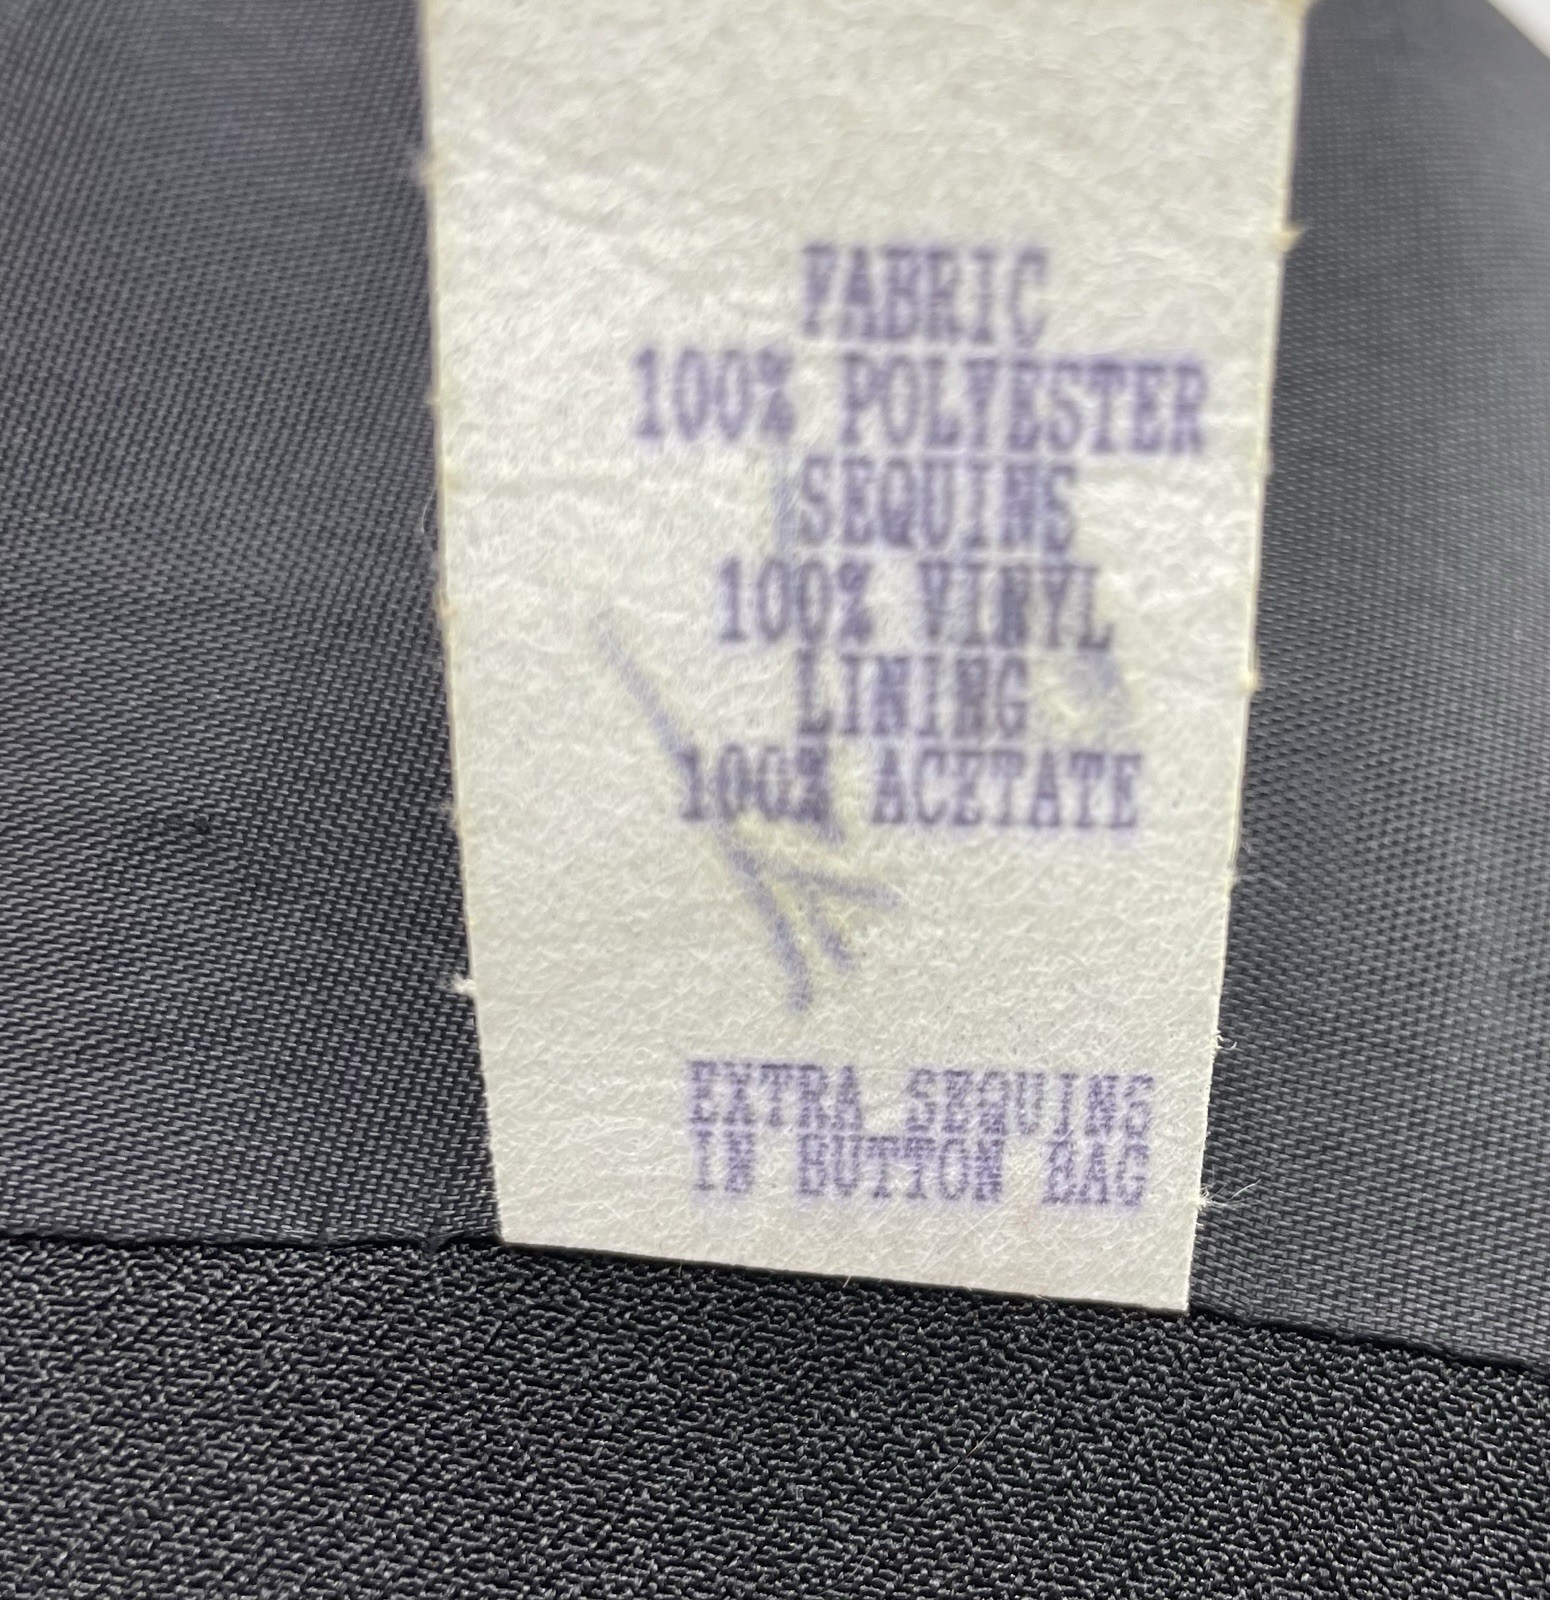 FABRIC
100% POLYESTER
SEQUINS
100% VINYL
LINING
100% ACETATE
EXTRA SEQUINS
IN BUTTON BAG